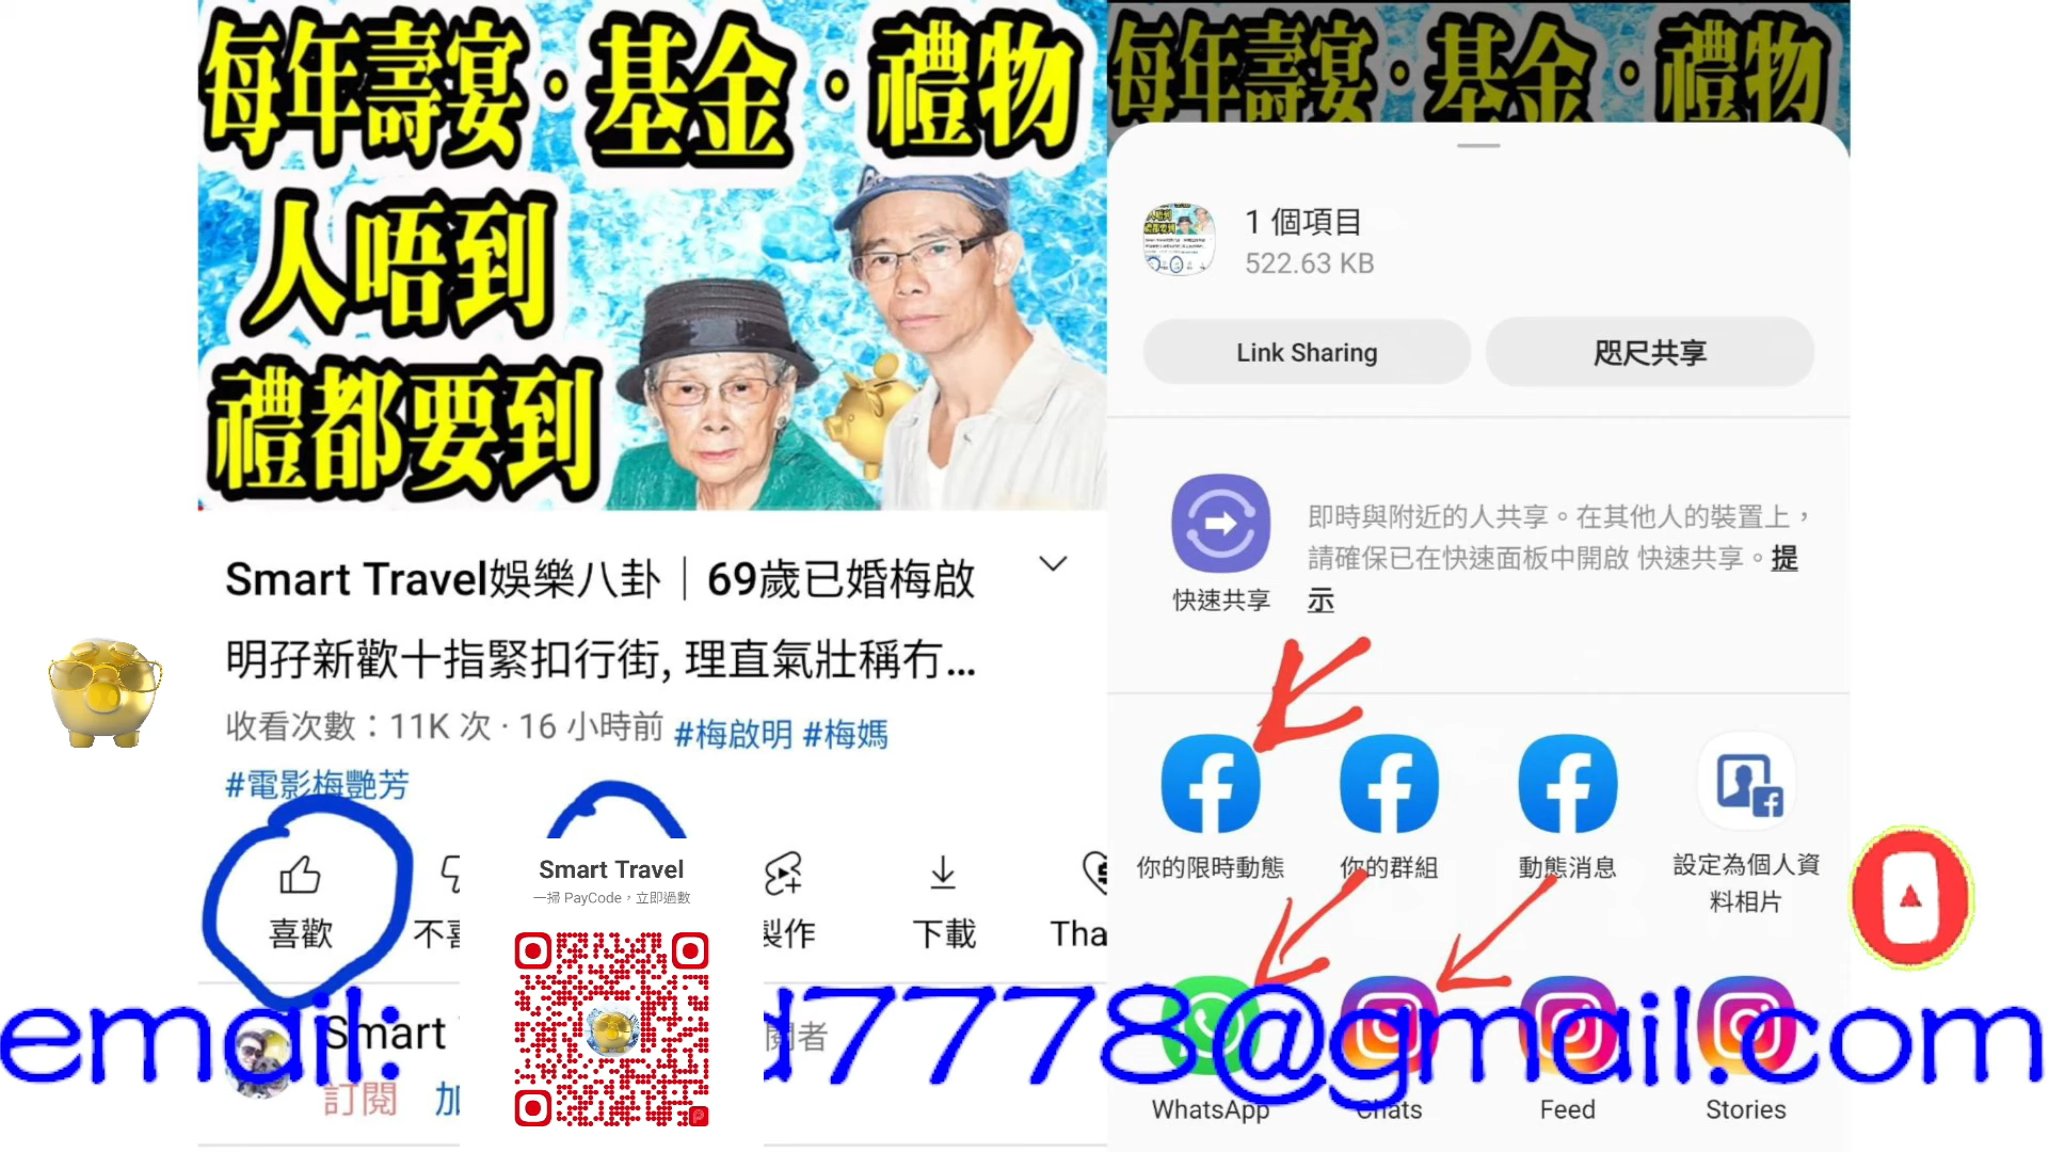 每年壽宴·基金·禮物
人唔到
禮都要到
Smart Travel娛樂八卦｜69歲已婚梅啟
明孖新歡十指緊扣行街, 理直氣壯稱冇...
收看次數：11K 次 · 16 小時前 #梅啟明 #梅媽
#電影梅艷芳
喜歡
製作
下載
Tha
Smart Travel
一掃 PayCode，立即過數
Smart
閱者
訂閱
加
每年壽宴·基金·禮物
1 個項目
522.63 KB
Link Sharing
咫尺共享
快速共享
即時與附近的人共享。在其他人的裝置上，
請確保已在快速面板中開啟 快速共享。提
示
你的限時動態
你的群組
動態消息
設定為個人資
料相片
WhatsApp
Chats
Feed
Stories
email:
7778@gmail.com